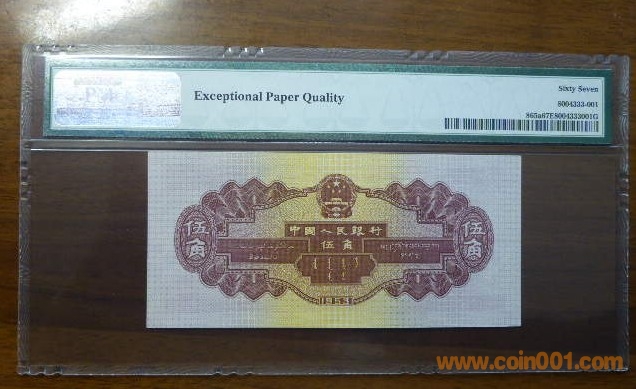 Exceptional Paper Quality
Sixty Seven
8004333-001
865a67E8004333001G
中國人民銀行
伍角
伍角
伍角
1953
www.coin001.com